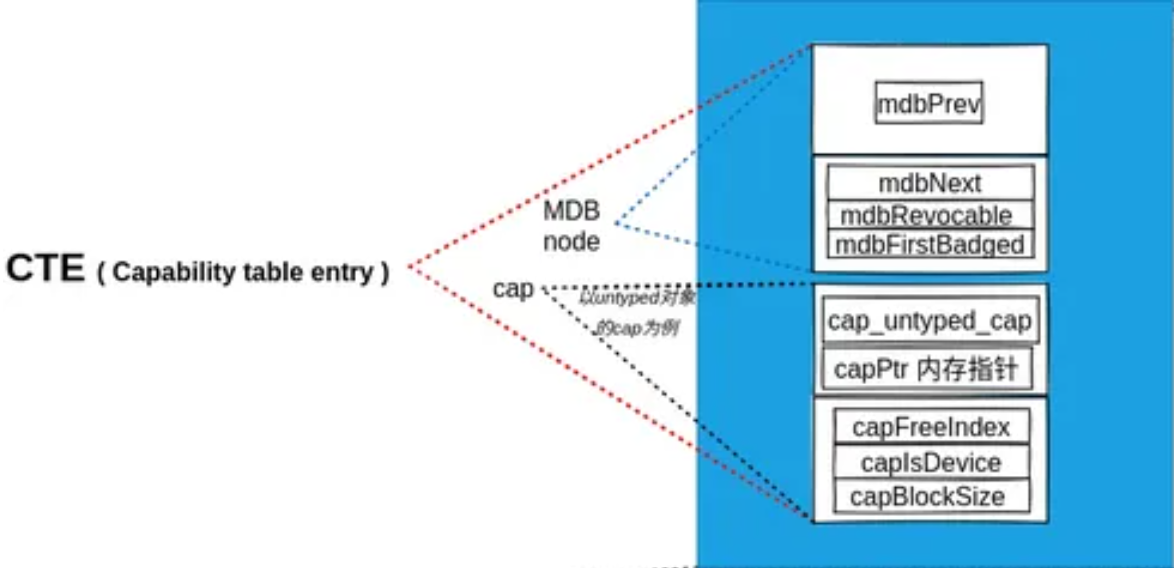 mdbPrev
mdbNext
mdbRevocable
mdbFirstBadged
MDB
node
CTE ( Capability table entry )
cap
以untyped对象
的cap为例
cap_untyped_cap
capPtr 内存指针
capFreeIndex
capIsDevice
capBlockSize